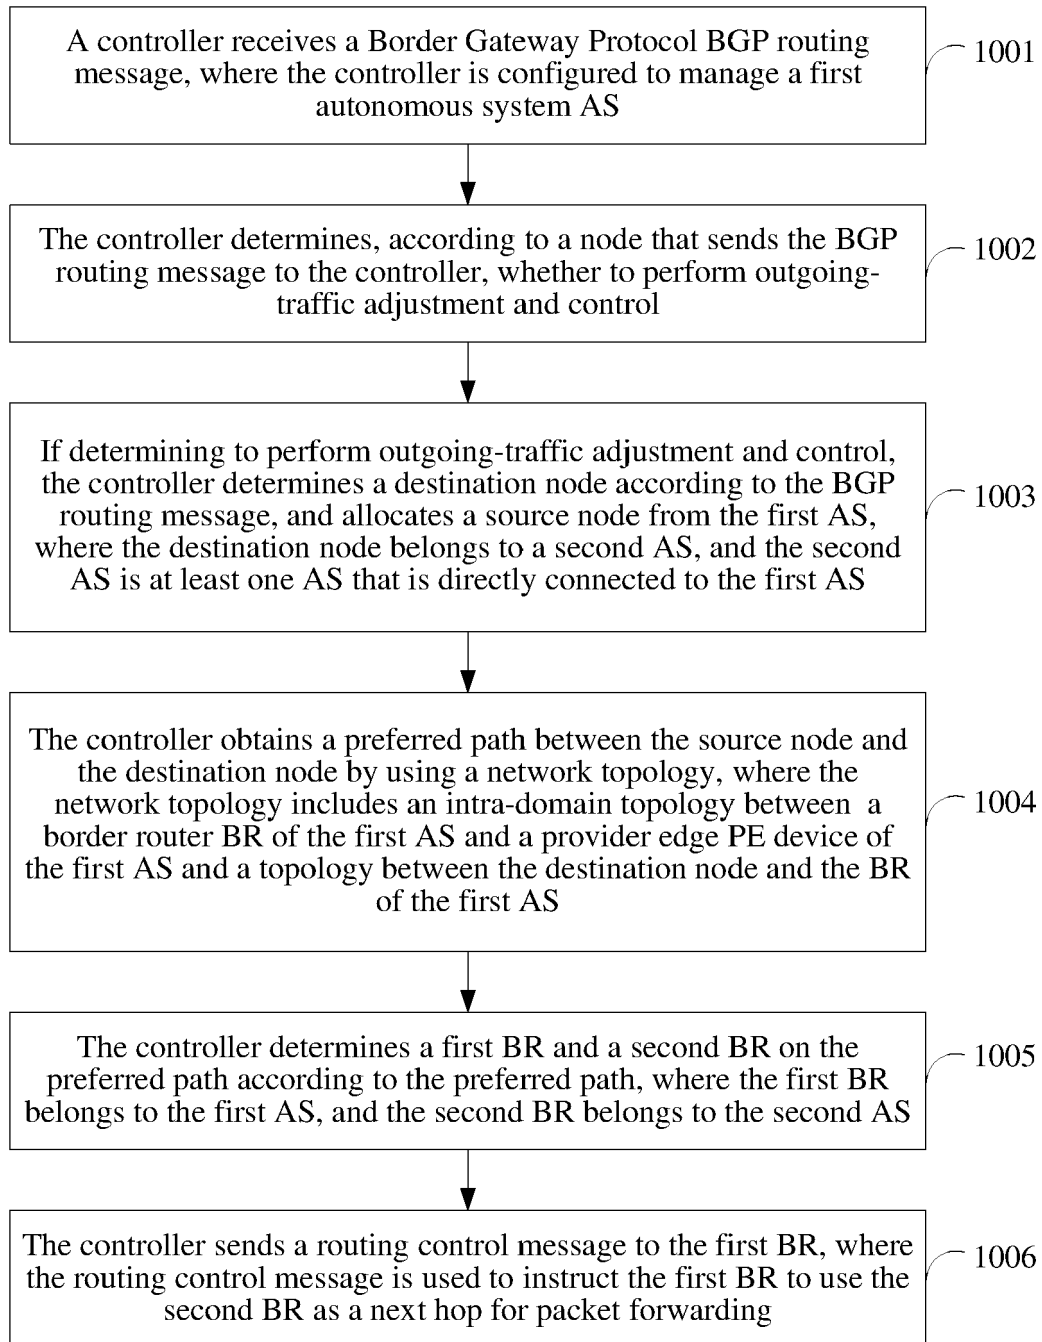 A controller receives a Border Gateway Protocol BGP routing
message, where the controller is configured to manage a first
autonomous system AS
1001
The controller determines, according to a node that sends the BGP
routing message to the controller, whether to perform outgoing-
traffic adjustment and control
1002
If determining to perform outgoing-traffic adjustment and control,
the controller determines a destination node according to the BGP
routing message, and allocates a source node from the first AS,
where the destination node belongs to a second AS, and the second
AS is at least one AS that is directly connected to the first AS
1003
The controller obtains a preferred path between the source node and
the destination node by using a network topology, where the
network topology includes an intra-domain topology between a
border router BR of the first AS and a provider edge PE device of
the first AS and a topology between the destination node and the BR
of the first AS
1004
The controller determines a first BR and a second BR on the
preferred path according to the preferred path, where the first BR
belongs to the first AS, and the second BR belongs to the second AS
1005
The controller sends a routing control message to the first BR, where
the routing control message is used to instruct the first BR to use the
second BR as a next hop for packet forwarding
1006